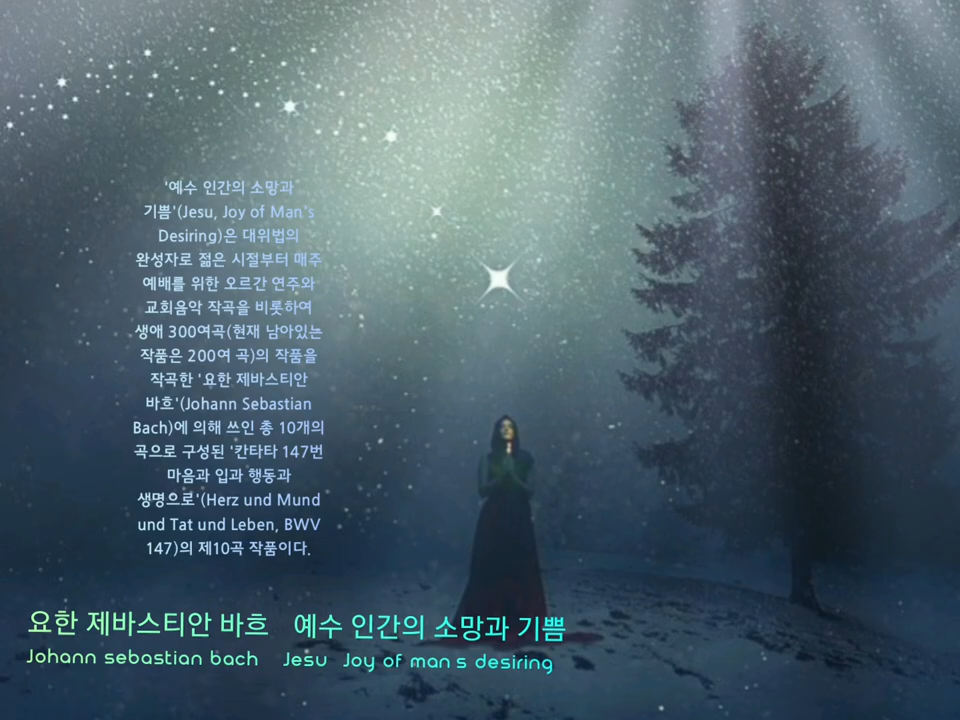 '예수 인간의 소망과
기쁨'(Jesu, Joy of Man's
Desiring)은 대위법의
완성자로 젊은 시절부터 매주
예배를 위한 오르간 연주와
교회음악 작곡을 비롯하여
생애 300여곡(현재 남아있는
작품은 200여 곡)의 작품을
작곡한 '요한 제바스티안
바흐'(Johann Sebastian
Bach)에 의해 쓰인 총 10개의
곡으로 구성된 '칸타타 147번
마음과 입과 행동과
생명으로'(Herz und Mund
und Tat und Leben, BWV
147)의 제10곡 작품이다.
요한 제바스티안 바흐 예수 인간의 소망과 기쁨
Johann sebastian bach Jesu Joy of man s desiring